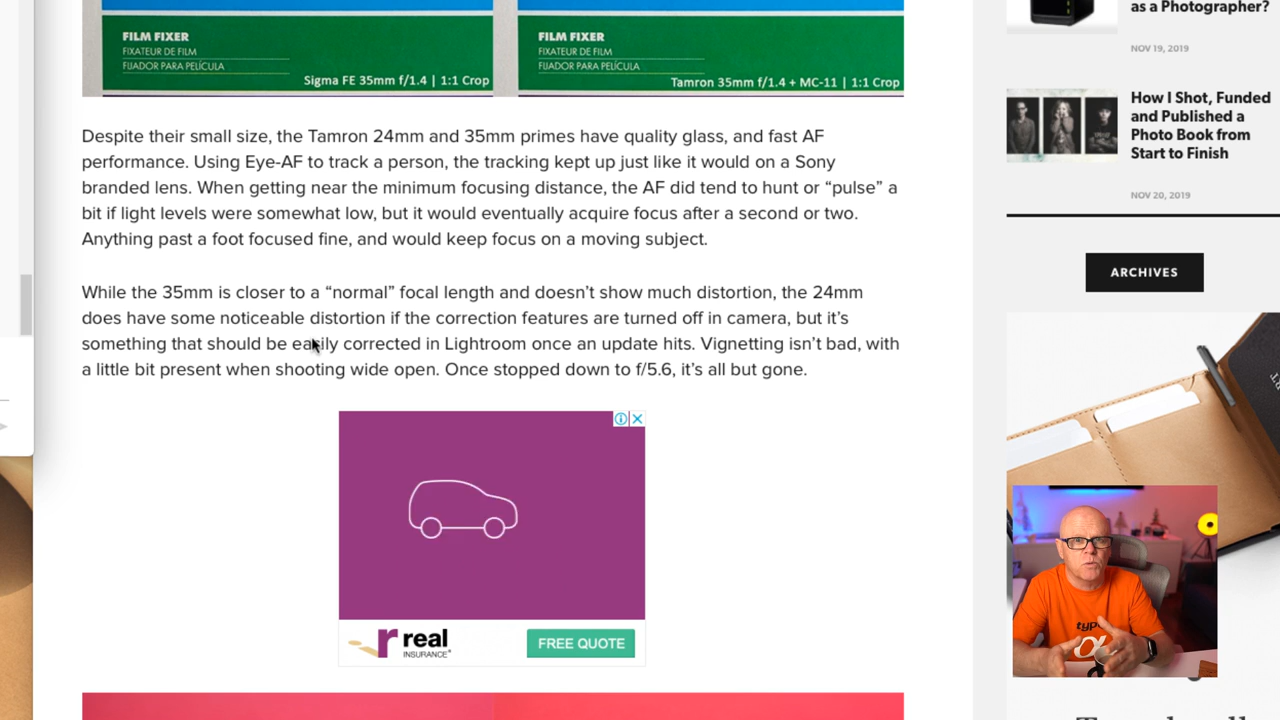 FILM FIXER
FIXATEUR DE FILM
FIJADOR PARA PELÍCULA
Sigma FE 35mm f/1.4 | 1:1 Crop
FILM FIXER
FIXATEUR DE FILM
FIJADOR PARA PELÍCULA
Tamron 35mm f/1.4 + MC-11 | 1:1 Crop
Despite their small size, the Tamron 24mm and 35mm primes have quality glass, and fast AF
performance. Using Eye-AF to track a person, the tracking kept up just like it would on a Sony
branded lens. When getting near the minimum focusing distance, the AF did tend to hunt or “pulse” a
bit if light levels were somewhat low, but it would eventually acquire focus after a second or two.
Anything past a foot focused fine, and would keep focus on a moving subject.
While the 35mm is closer to a “normal” focal length and doesn’t show much distortion, the 24mm
does have some noticeable distortion if the correction features are turned off in camera, but it’s
something that should be easily corrected in Lightroom once an update hits. Vignetting isn’t bad, with
a little bit present when shooting wide open. Once stopped down to f/5.6, it’s all but gone.
real
INSURANCE
FREE QUOTE
as a Photographer?
NOV 19, 2019
How I Shot, Funded
and Published a
Photo Book from
Start to Finish
NOV 20, 2019
ARCHIVES